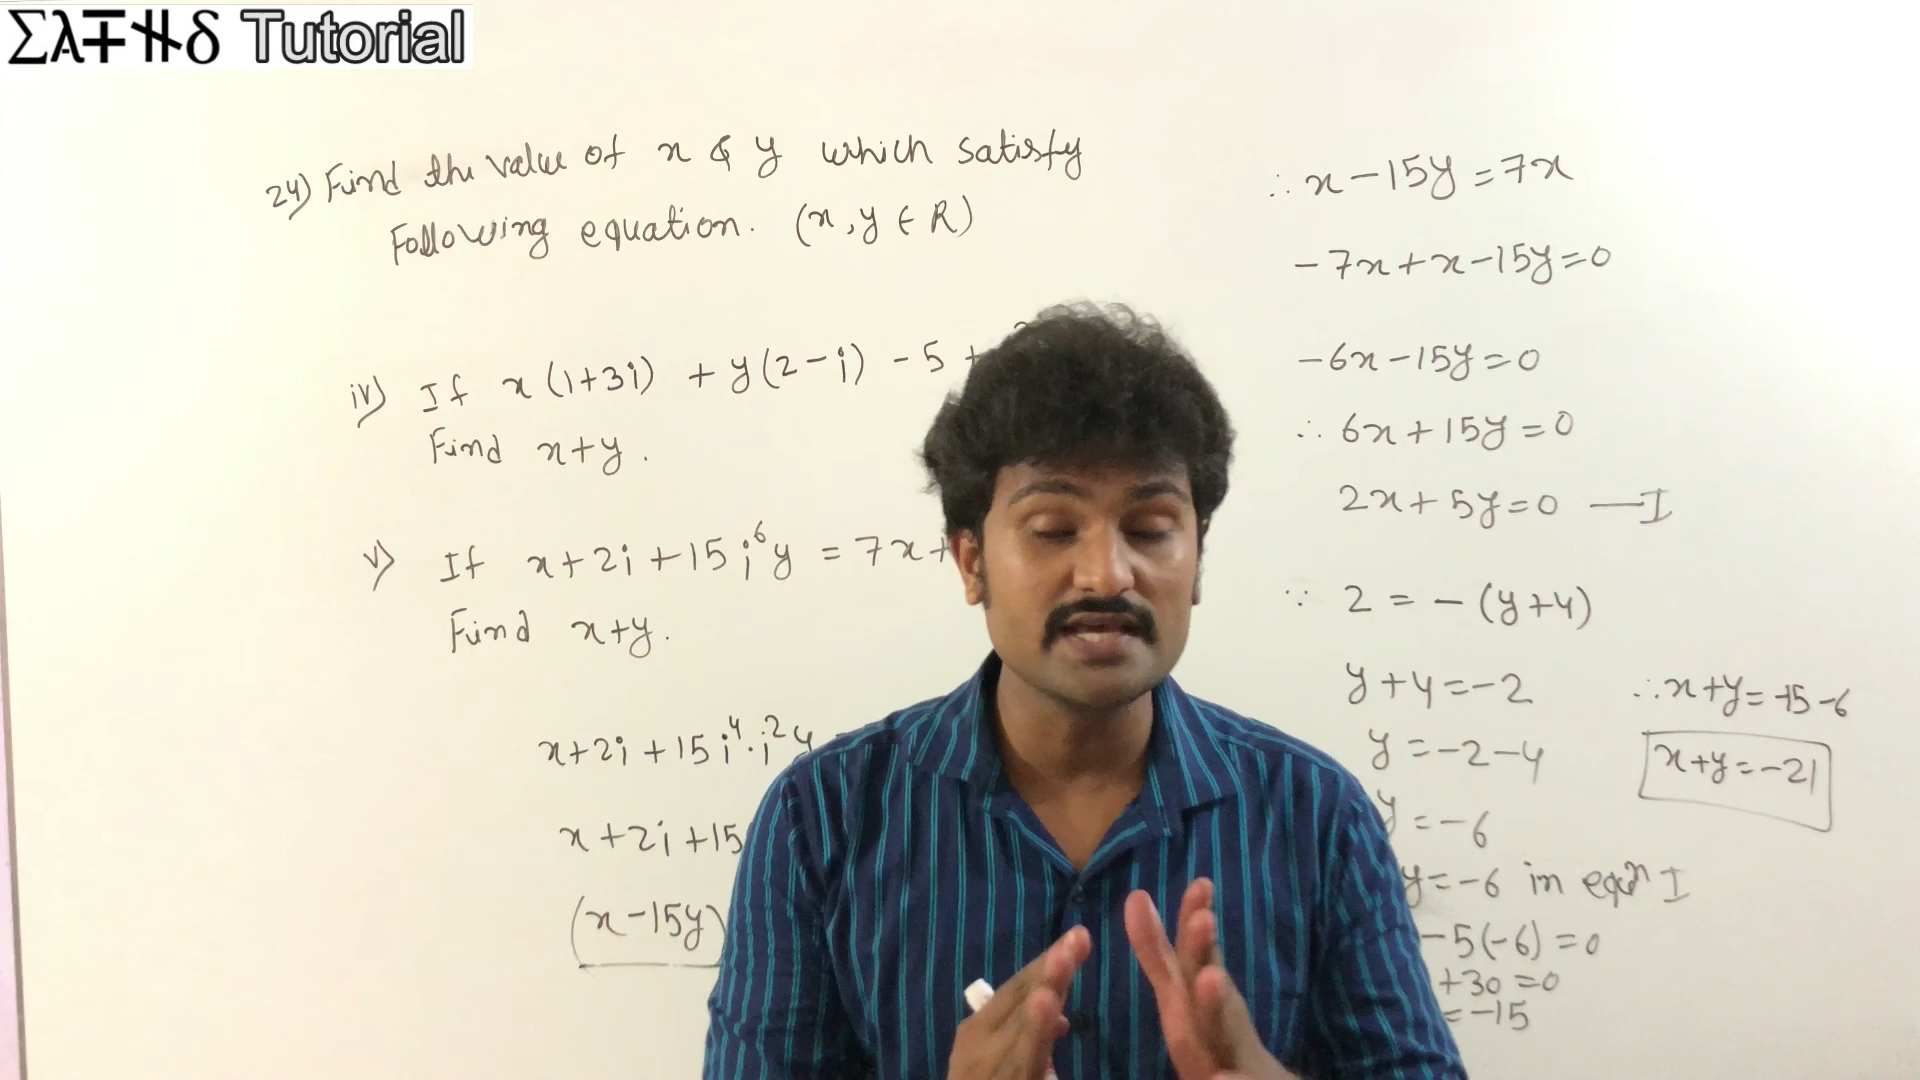 ΣλŦĦδ Tutorial
24) Find the value of x & y which satisfy
Following equation. (x, y ∈ R)
iv) If x(1+3i) + y(2-i) - 5 +
Find x+y.
v) If x+2i+15i⁶y = 7x+
Find x+y.
x+2i+15i⁴·i²y
x+2i+15
(x-15y)
∴ x-15y=7x
-7x+x-15y=0
-6x-15y=0
∴ 6x+15y=0
2x+5y=0 — I
∵ 2 = -(y+4)
y+4=-2
y=-2-4
y=-6
y=-6 in eqn I
-5(-6)=0
+30=0
=-15
∴ x+y=-15-6
x+y=-21